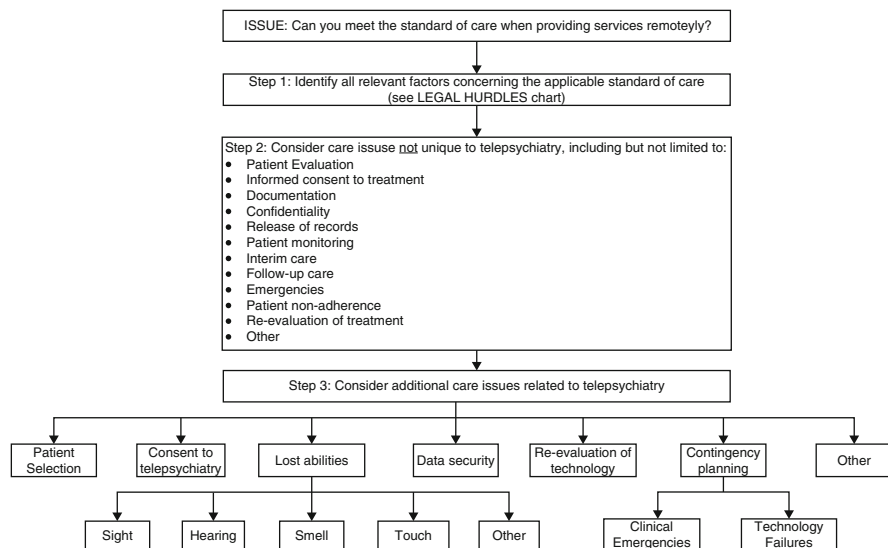 ISSUE: Can you meet the standard of care when providing services remoteyly?
Step 1: Identify all relevant factors concerning the applicable standard of care
(see LEGAL HURDLES chart)
Step 2: Consider care issuse not unique to telepsychiatry, including but not limited to:
● Patient Evaluation
● Informed consent to treatment
● Documentation
● Confidentiality
● Release of records
● Patient monitoring
● Interim care
● Follow-up care
● Emergencies
● Patient non-adherence
● Re-evaluation of treatment
● Other
Step 3: Consider additional care issues related to telepsychiatry
Patient
Selection
Consent to
telepsychiatry
Lost abilities
Data security
Re-evaluation of
technology
Contingency
planning
Other
Sight
Hearing
Smell
Touch
Other
Clinical
Emergencies
Technology
Failures